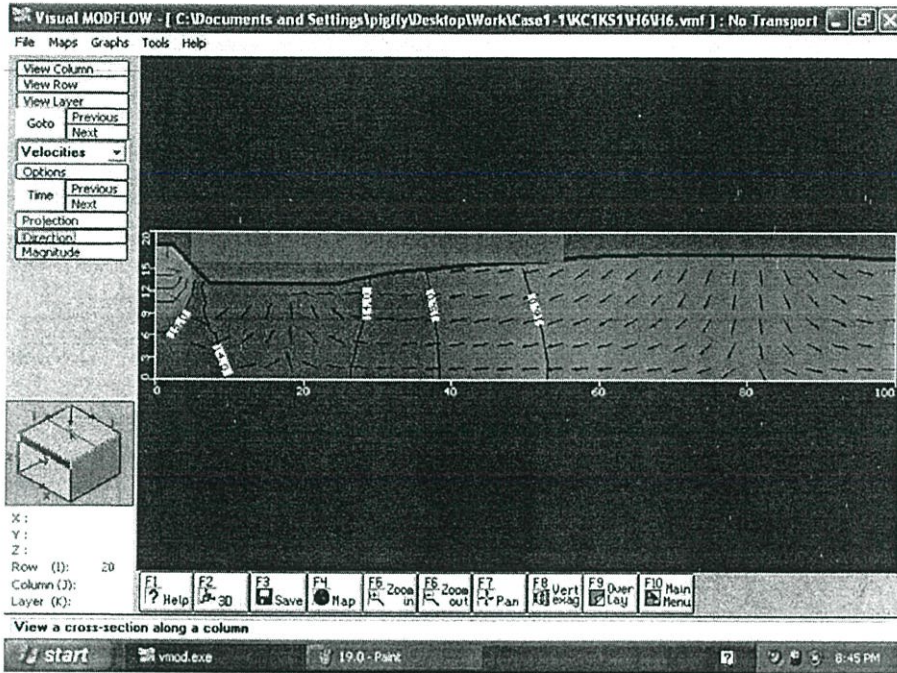 Visual MODFLOW - [ C:\Documents and Settings\pigfly\Desktop\Work\Case1-1\KC1KS1\H6\H6.vmf ] : No Transport
File Maps Graphs Tools Help
View Column
View Row
View Layer
Goto
Previous
Next
Velocities
Options
Time
Previous
Next
Projection
Direction
Magnitude
20
15
12
9
6
3
0
0
20
40
60
80
100
X :
Y :
Z :
Row (I): 20
Column (J):
Layer (K):
F1 Help
F2 3D
F3 Save
F4 Map
F5 Zoom in
F6 Zoom out
F7 Pan
F8 Vert exag
F9 Over lay
F10 Main Menu
View a cross-section along a column
start
vmod.exe
19.0 - Paint
8:45 PM